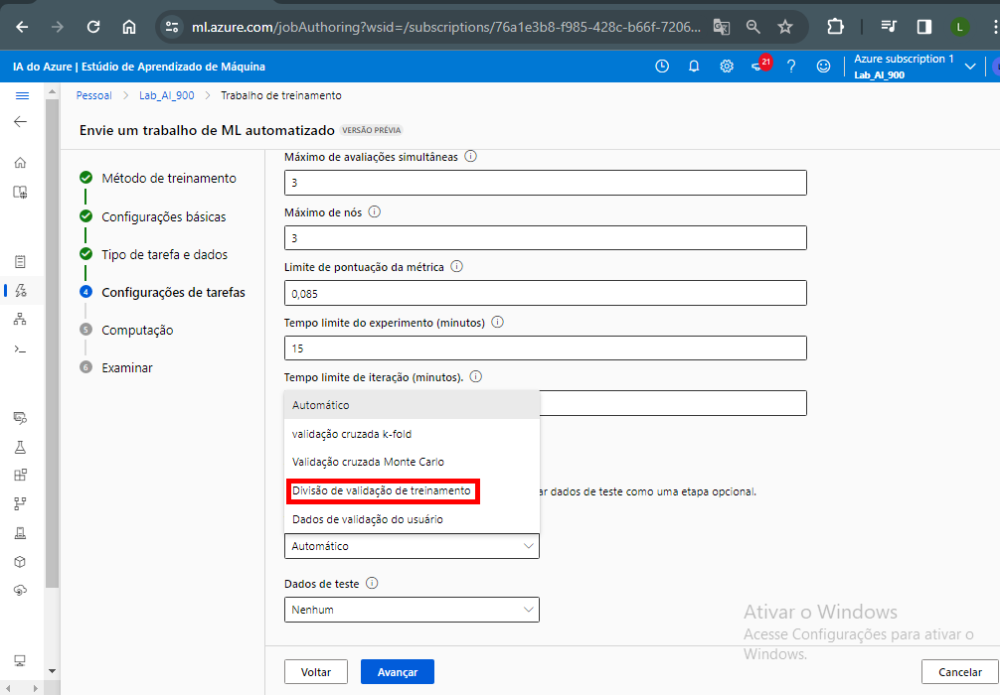 ml.azure.com/jobAuthoring?wsid=/subscriptions/76a1e3b8-f985-428c-b66f-7206...
L
IA do Azure | Estúdio de Aprendizado de Máquina
21
Azure subscription 1
Lab_AI_900
Pessoal > Lab_AI_900 > Trabalho de treinamento
Envie um trabalho de ML automatizado VERSÃO PRÉVIA
Método de treinamento
Configurações básicas
Tipo de tarefa e dados
4 Configurações de tarefas
5 Computação
6 Examinar
Máximo de avaliações simultâneas
3
Máximo de nós
3
Limite de pontuação da métrica
0,085
Tempo limite do experimento (minutos)
15
Tempo limite de iteração (minutos).
Automático
validação cruzada k-fold
Validação cruzada Monte Carlo
Divisão de validação de treinamento
ar dados de teste como uma etapa opcional.
Dados de validação do usuário
Automático
Dados de teste
Nenhum
Voltar
Avançar
Cancelar
Ativar o Windows
Acesse Configurações para ativar o
Windows.